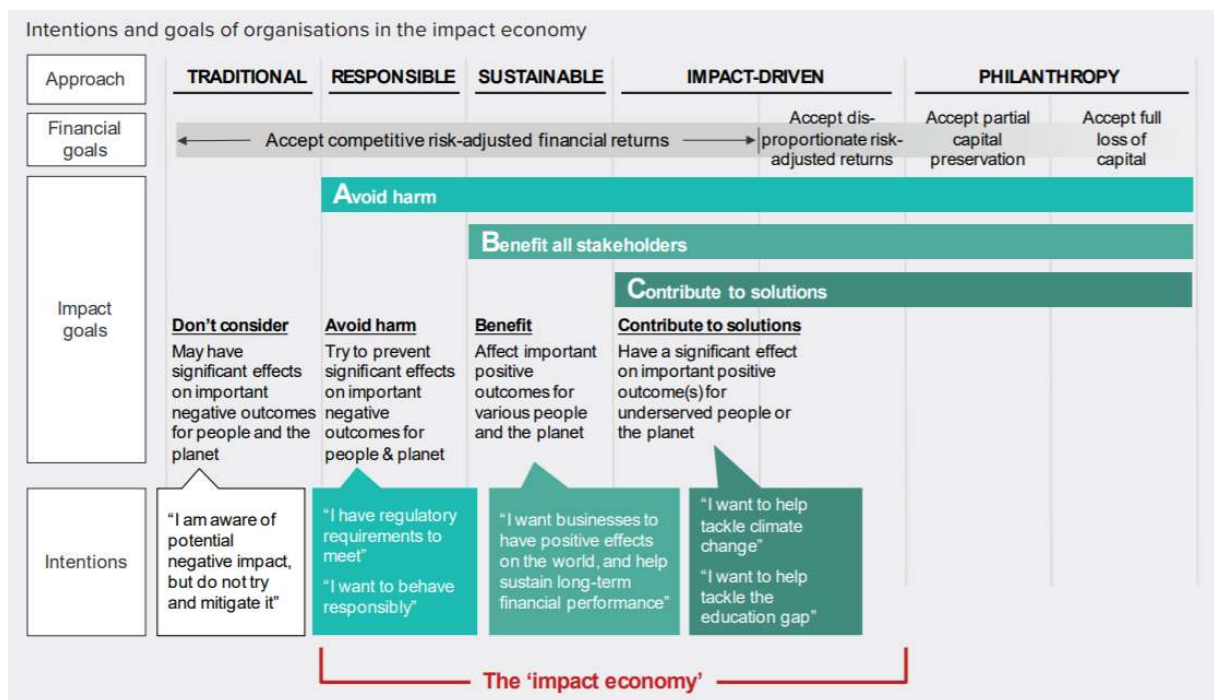 Intentions and goals of organisations in the impact economy
Approach
TRADITIONAL
RESPONSIBLE
SUSTAINABLE
IMPACT-DRIVEN
PHILANTHROPY
Financial
goals
Accept competitive risk-adjusted financial returns
Accept dis-
proportionate risk-
adjusted returns
Accept partial
capital
preservation
Accept full
loss of
capital
Impact
goals
Avoid harm
Benefit all stakeholders
Contribute to solutions
Don't consider
May have
significant effects
on important
negative outcomes
for people and the
planet
Avoid harm
Try to prevent
significant effects
on important
negative
outcomes for
people & planet
Benefit
Affect important
positive
outcomes for
various people
and the planet
Contribute to solutions
Have a significant effect
on important positive
outcome(s) for
underserved people or
the planet
Intentions
“I am aware of
potential
negative impact,
but do not try
and mitigate it”
“I have regulatory
requirements to
meet”
“I want to behave
responsibly”
“I want businesses to
have positive effects
on the world, and help
sustain long-term
financial performance”
“I want to help
tackle climate
change”
“I want to help
tackle the
education gap”
The ‘impact economy’